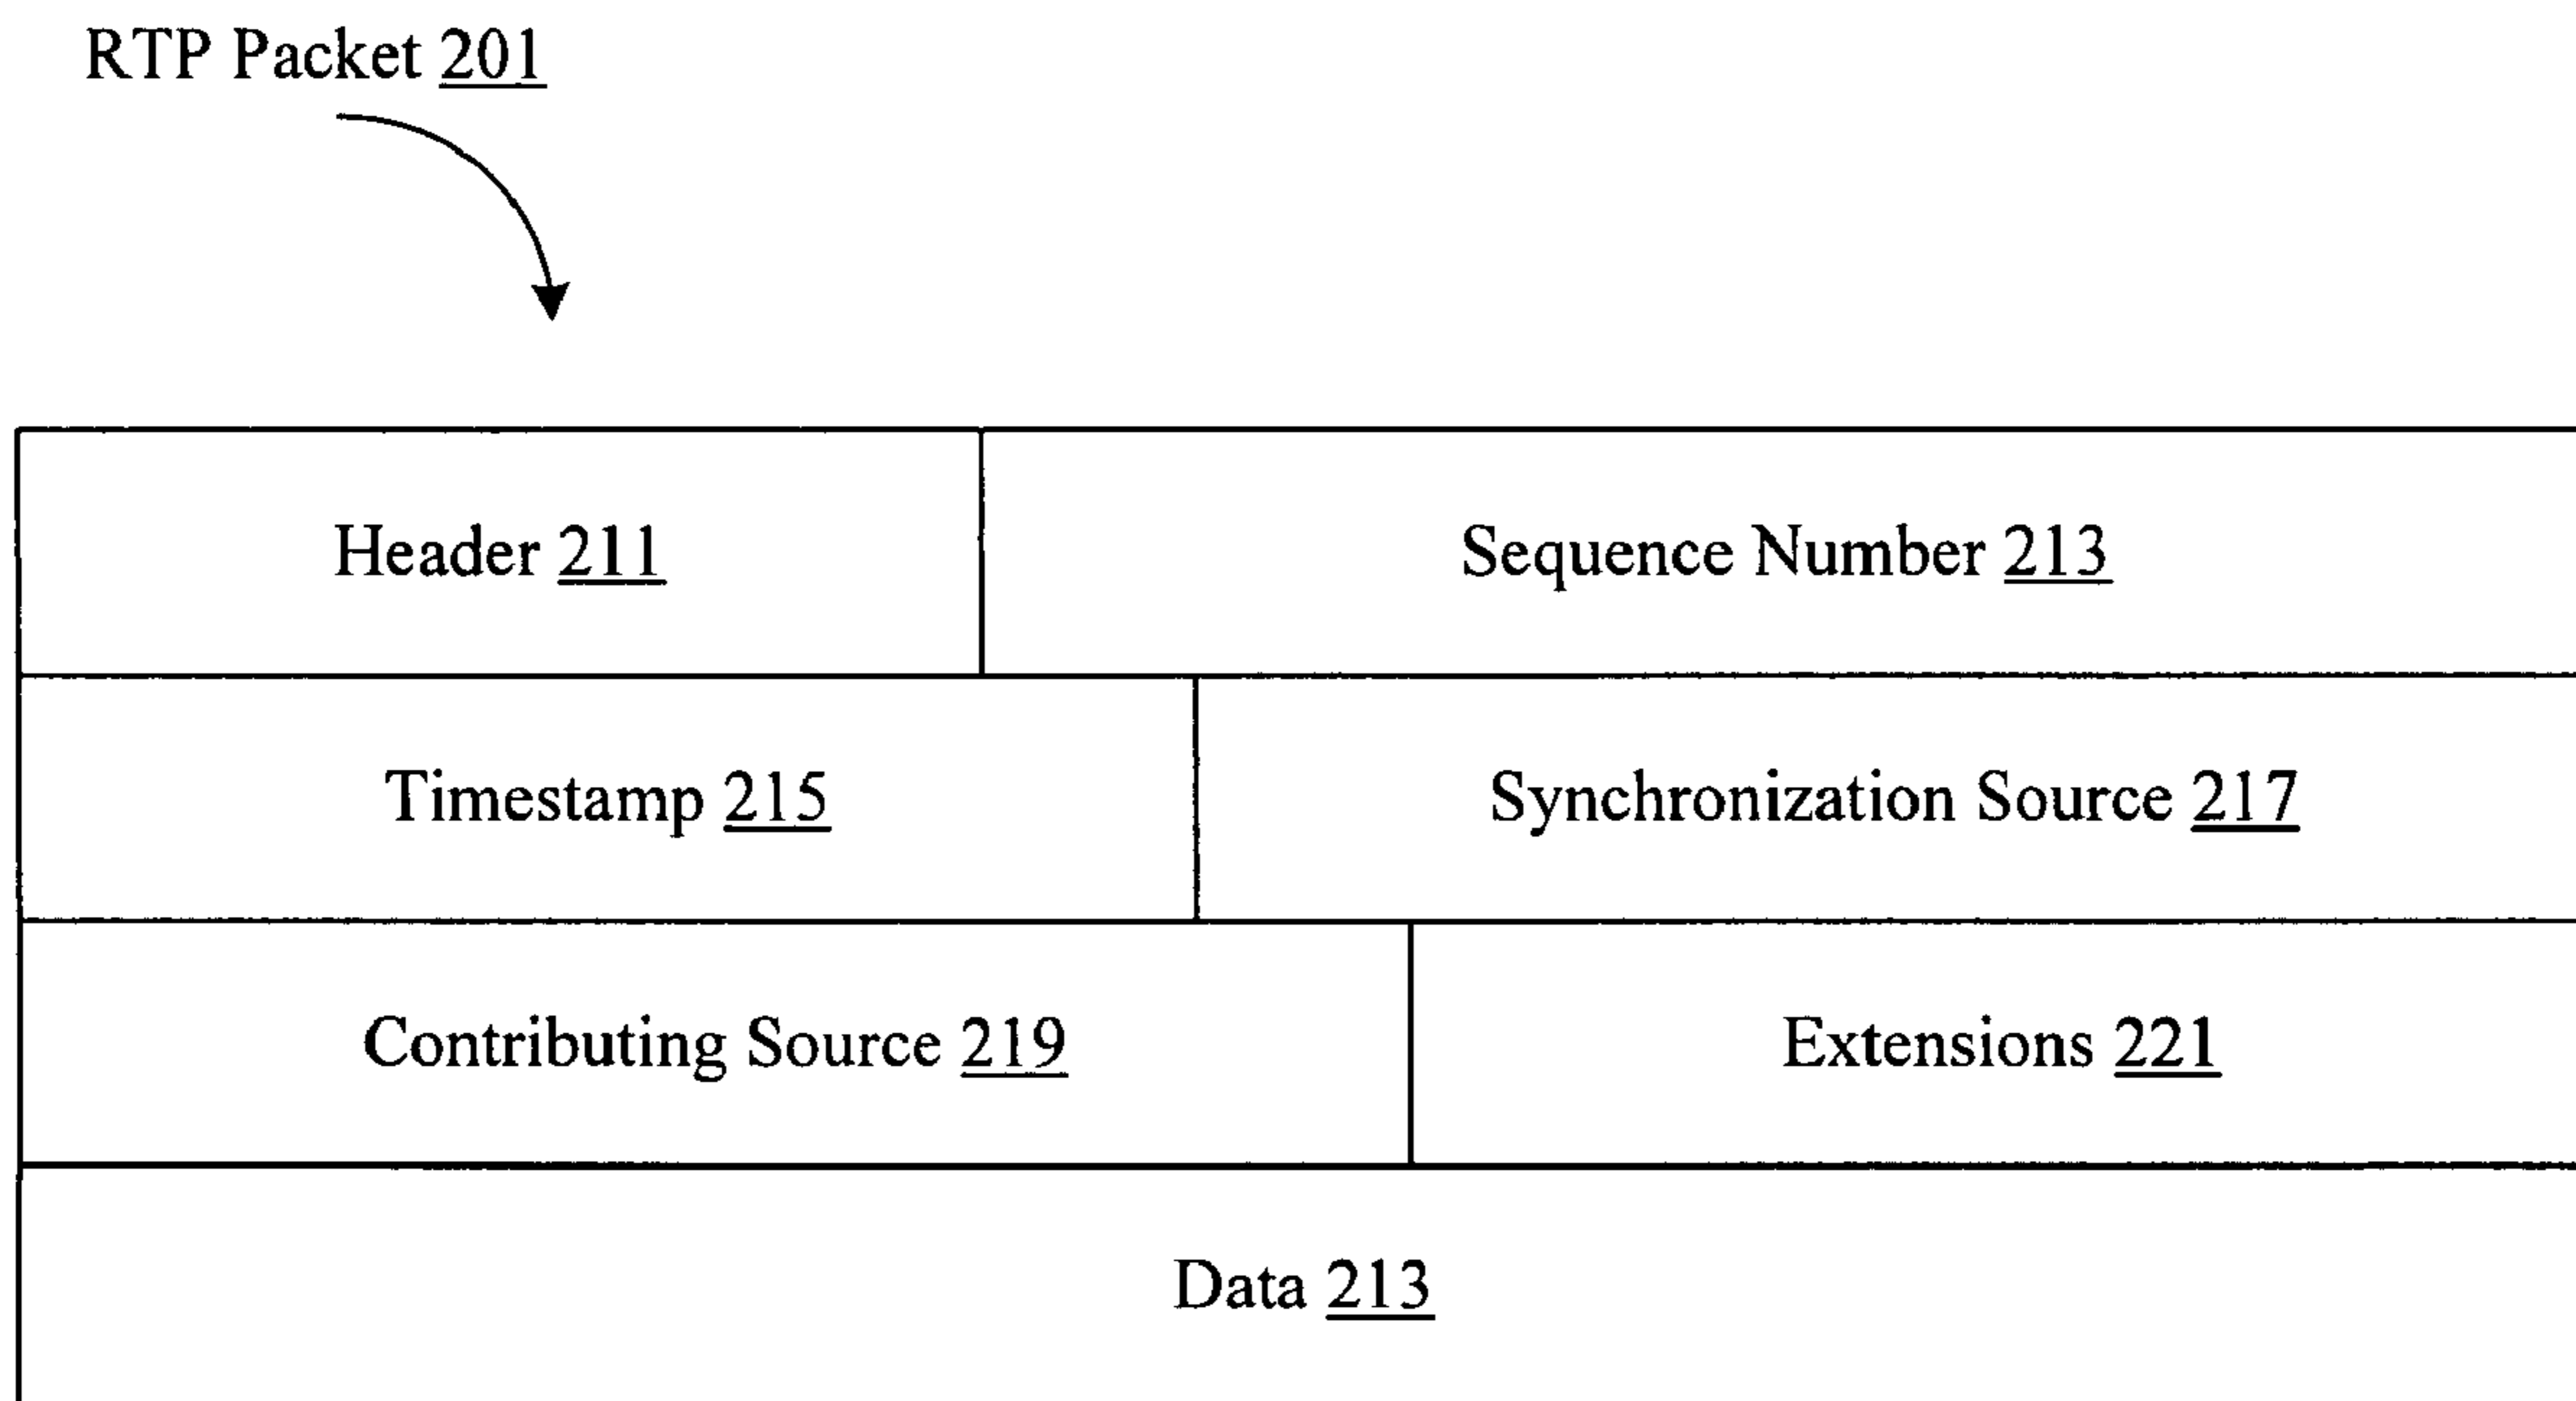 RTP Packet 201
Header 211
Sequence Number 213
Timestamp 215
Synchronization Source 217
Contributing Source 219
Extensions 221
Data 213